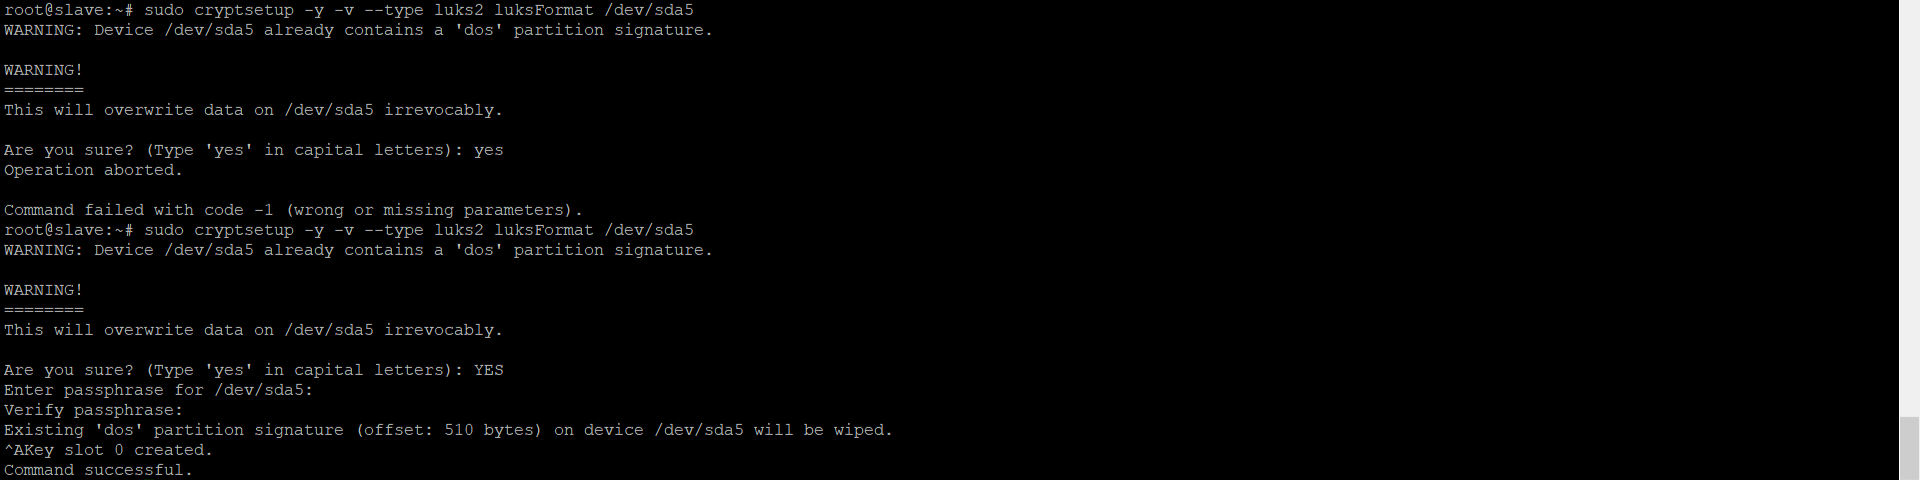 root@slave:~# sudo cryptsetup -y -v --type luks2 luksFormat /dev/sda5
WARNING: Device /dev/sda5 already contains a 'dos' partition signature.
WARNING!
========
This will overwrite data on /dev/sda5 irrevocably.
Are you sure? (Type 'yes' in capital letters): yes
Operation aborted.
Command failed with code -1 (wrong or missing parameters).
root@slave:~# sudo cryptsetup -y -v --type luks2 luksFormat /dev/sda5
WARNING: Device /dev/sda5 already contains a 'dos' partition signature.
WARNING!
========
This will overwrite data on /dev/sda5 irrevocably.
Are you sure? (Type 'yes' in capital letters): YES
Enter passphrase for /dev/sda5:
Verify passphrase:
Existing 'dos' partition signature (offset: 510 bytes) on device /dev/sda5 will be wiped.
^AKey slot 0 created.
Command successful.